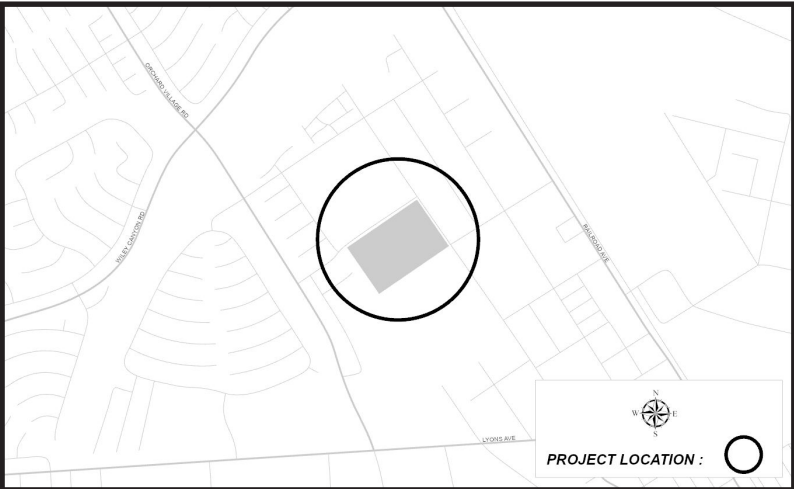 ORCHARD VILLAGE RD
WILEY CANYON RD
RAILROAD AVE
LYONS AVE
N
W E
S
PROJECT LOCATION :